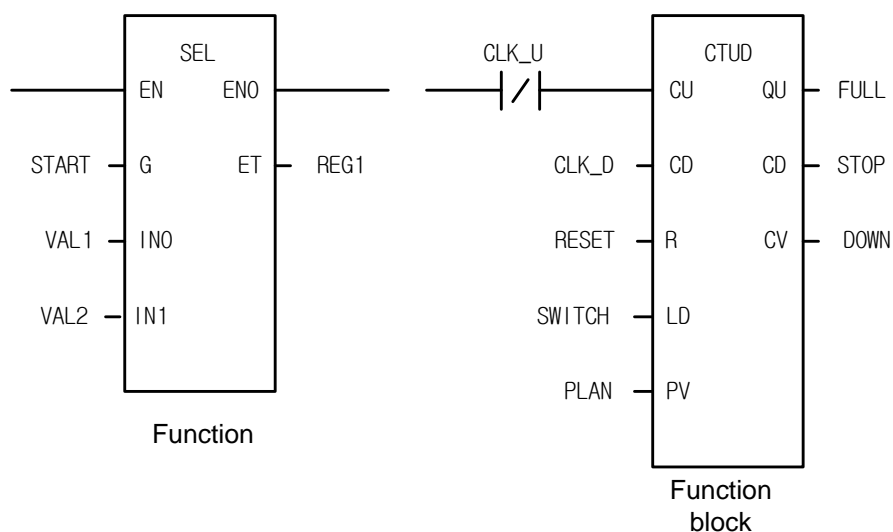 SEL
EN ENO
START G ET REG1
VAL1 IN0
VAL2 IN1
Function
CLK_U CTUD
CU QU FULL
CLK_D CD CD STOP
RESET R CV DOWN
SWITCH LD
PLAN PV
Function
block